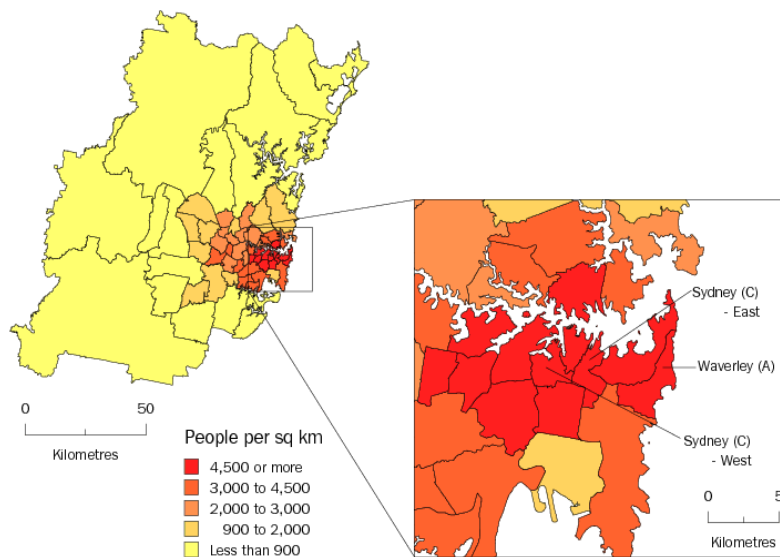 Sydney (C)
- East
Waverley (A)
Sydney (C)
- West
0 50
Kilometres
People per sq km
4,500 or more
3,000 to 4,500
2,000 to 3,000
900 to 2,000
Less than 900
0 5
Kilometres